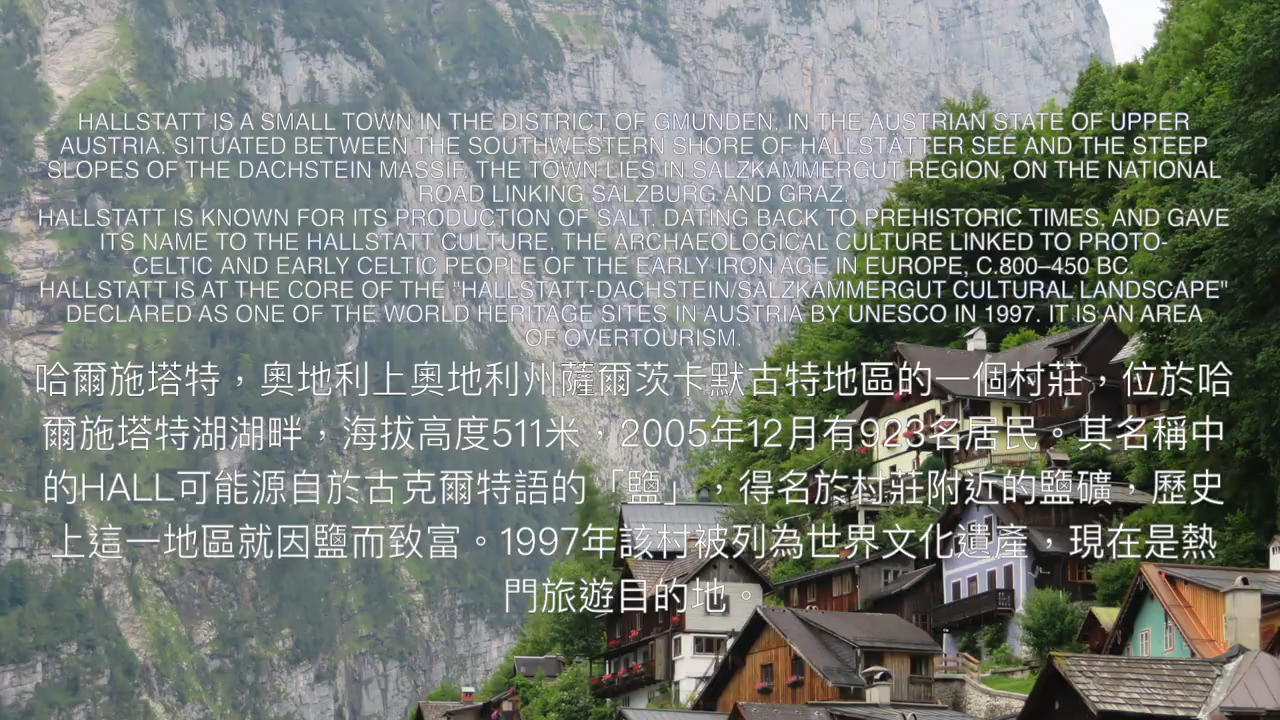 HALLSTATT IS A SMALL TOWN IN THE DISTRICT OF GMUNDEN, IN THE AUSTRIAN STATE OF UPPER
AUSTRIA. SITUATED BETWEEN THE SOUTHWESTERN SHORE OF HALLSTÄTTER SEE AND THE STEEP
SLOPES OF THE DACHSTEIN MASSIF, THE TOWN LIES IN SALZKAMMERGUT REGION, ON THE NATIONAL
ROAD LINKING SALZBURG AND GRAZ.
HALLSTATT IS KNOWN FOR ITS PRODUCTION OF SALT, DATING BACK TO PREHISTORIC TIMES, AND GAVE
ITS NAME TO THE HALLSTATT CULTURE, THE ARCHAEOLOGICAL CULTURE LINKED TO PROTO-
CELTIC AND EARLY CELTIC PEOPLE OF THE EARLY IRON AGE IN EUROPE, C.800–450 BC.
HALLSTATT IS AT THE CORE OF THE "HALLSTATT-DACHSTEIN/SALZKAMMERGUT CULTURAL LANDSCAPE"
DECLARED AS ONE OF THE WORLD HERITAGE SITES IN AUSTRIA BY UNESCO IN 1997. IT IS AN AREA
OF OVERTOURISM.
哈爾施塔特，奧地利上奧地利州薩爾茨卡默古特地區的一個村莊，位於哈
爾施塔特湖湖畔，海拔高度511米，2005年12月有923名居民。其名稱中
的HALL可能源自於古克爾特語的「鹽」，得名於村莊附近的鹽礦，歷史
上這一地區就因鹽而致富。1997年該村被列為世界文化遺產，現在是熱
門旅遊目的地。